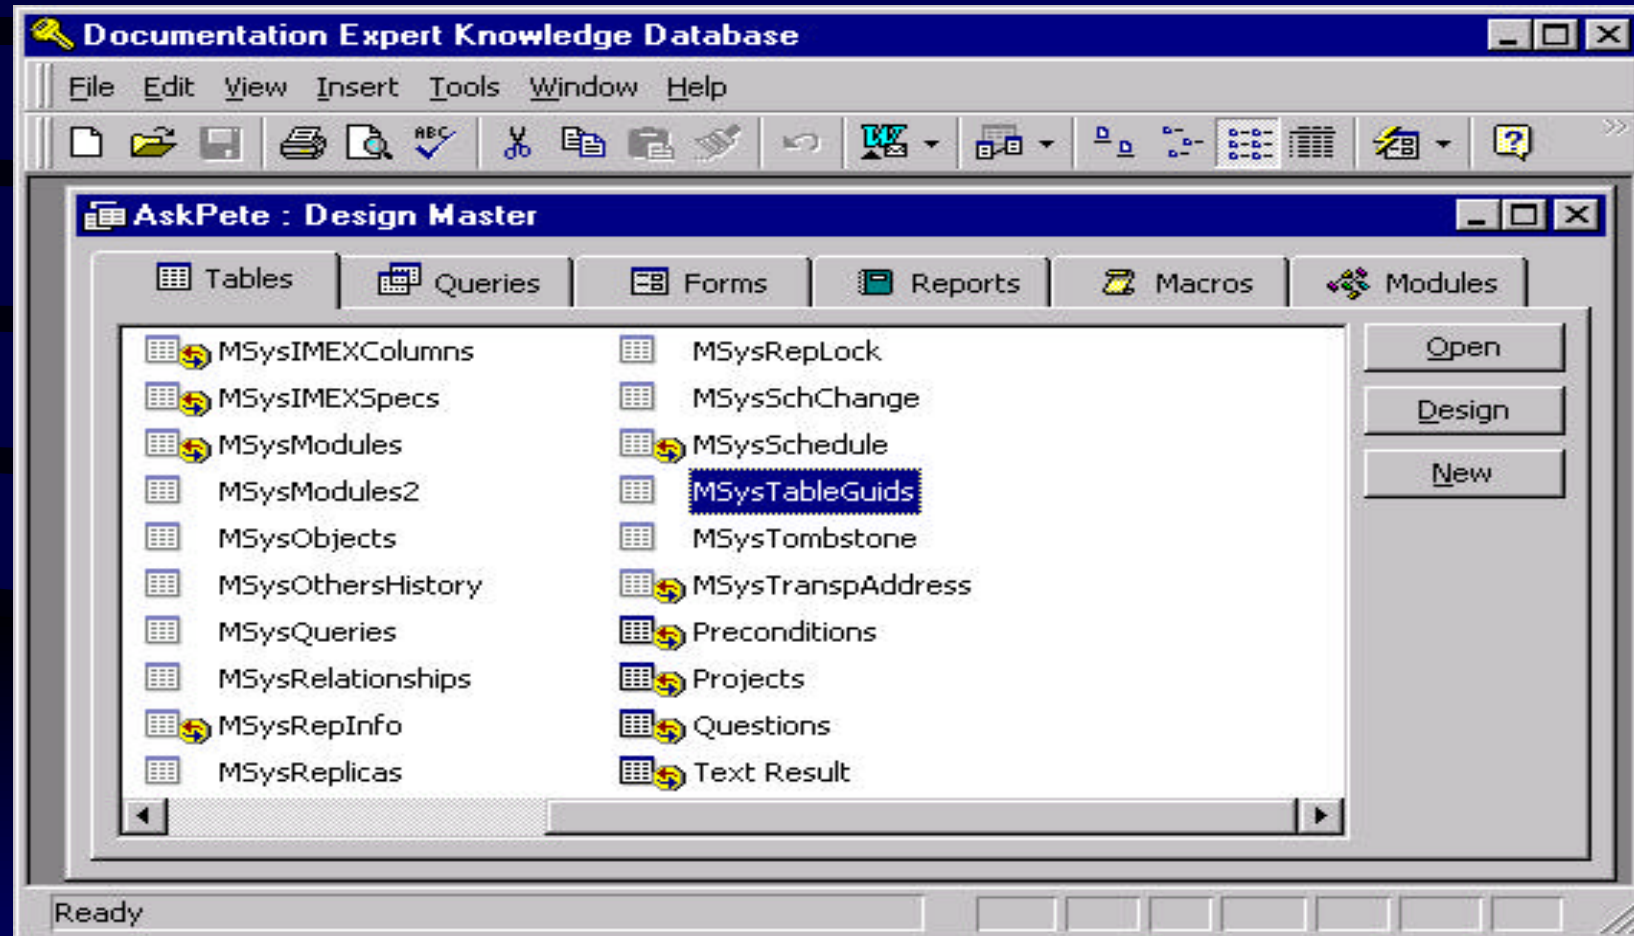 Documentation Expert Knowledge Database
File Edit View Insert Tools Window Help
ABC W
AskPete : Design Master
Tables Queries Forms Reports Macros Modules
MSysIMEXColumns MSysRepLock
MSysIMEXSpecs MSysSchChange
MSysModules MSysSchedule
MSysModules2 MSysTableGuids
MSysObjects MSysTombstone
MSysOthersHistory MSysTranspAddress
MSysQueries Preconditions
MSysRelationships Projects
MSysRepInfo Questions
MSysReplicas Text Result
Open
Design
New
Ready